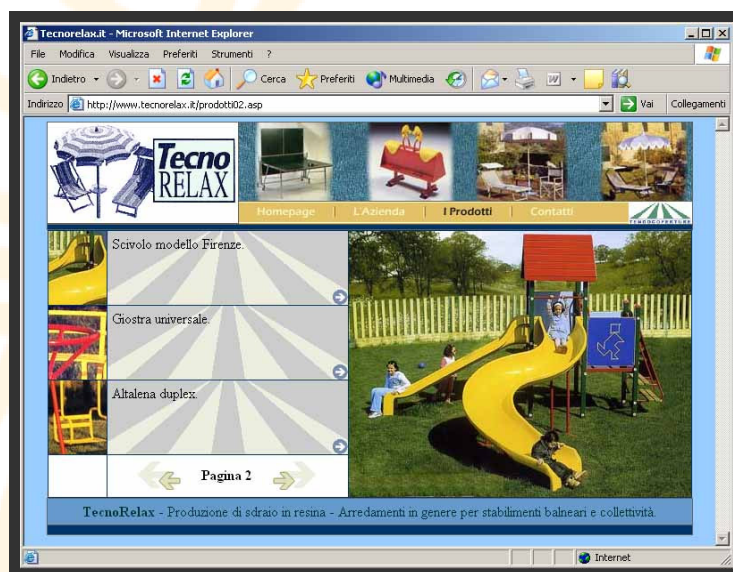 Tecnorelax.it - Microsoft Internet Explorer
File Modifica Visualizza Preferiti Strumenti ?
Indietro Cerca Preferiti Multimedia
Indirizzo http://www.tecnorelax.it/prodotti02.asp Vai Collegamenti
Tecno
RELAX
Homepage | L'Azienda | I Prodotti | Contatti
TENDOCOPERTURE
Scivolo modello Firenze.
Giostra universale.
Altalena duplex.
Pagina 2
TecnoRelax - Produzione di sdraio in resina - Arredamenti in genere per stabilimenti balneari e collettività.
Internet